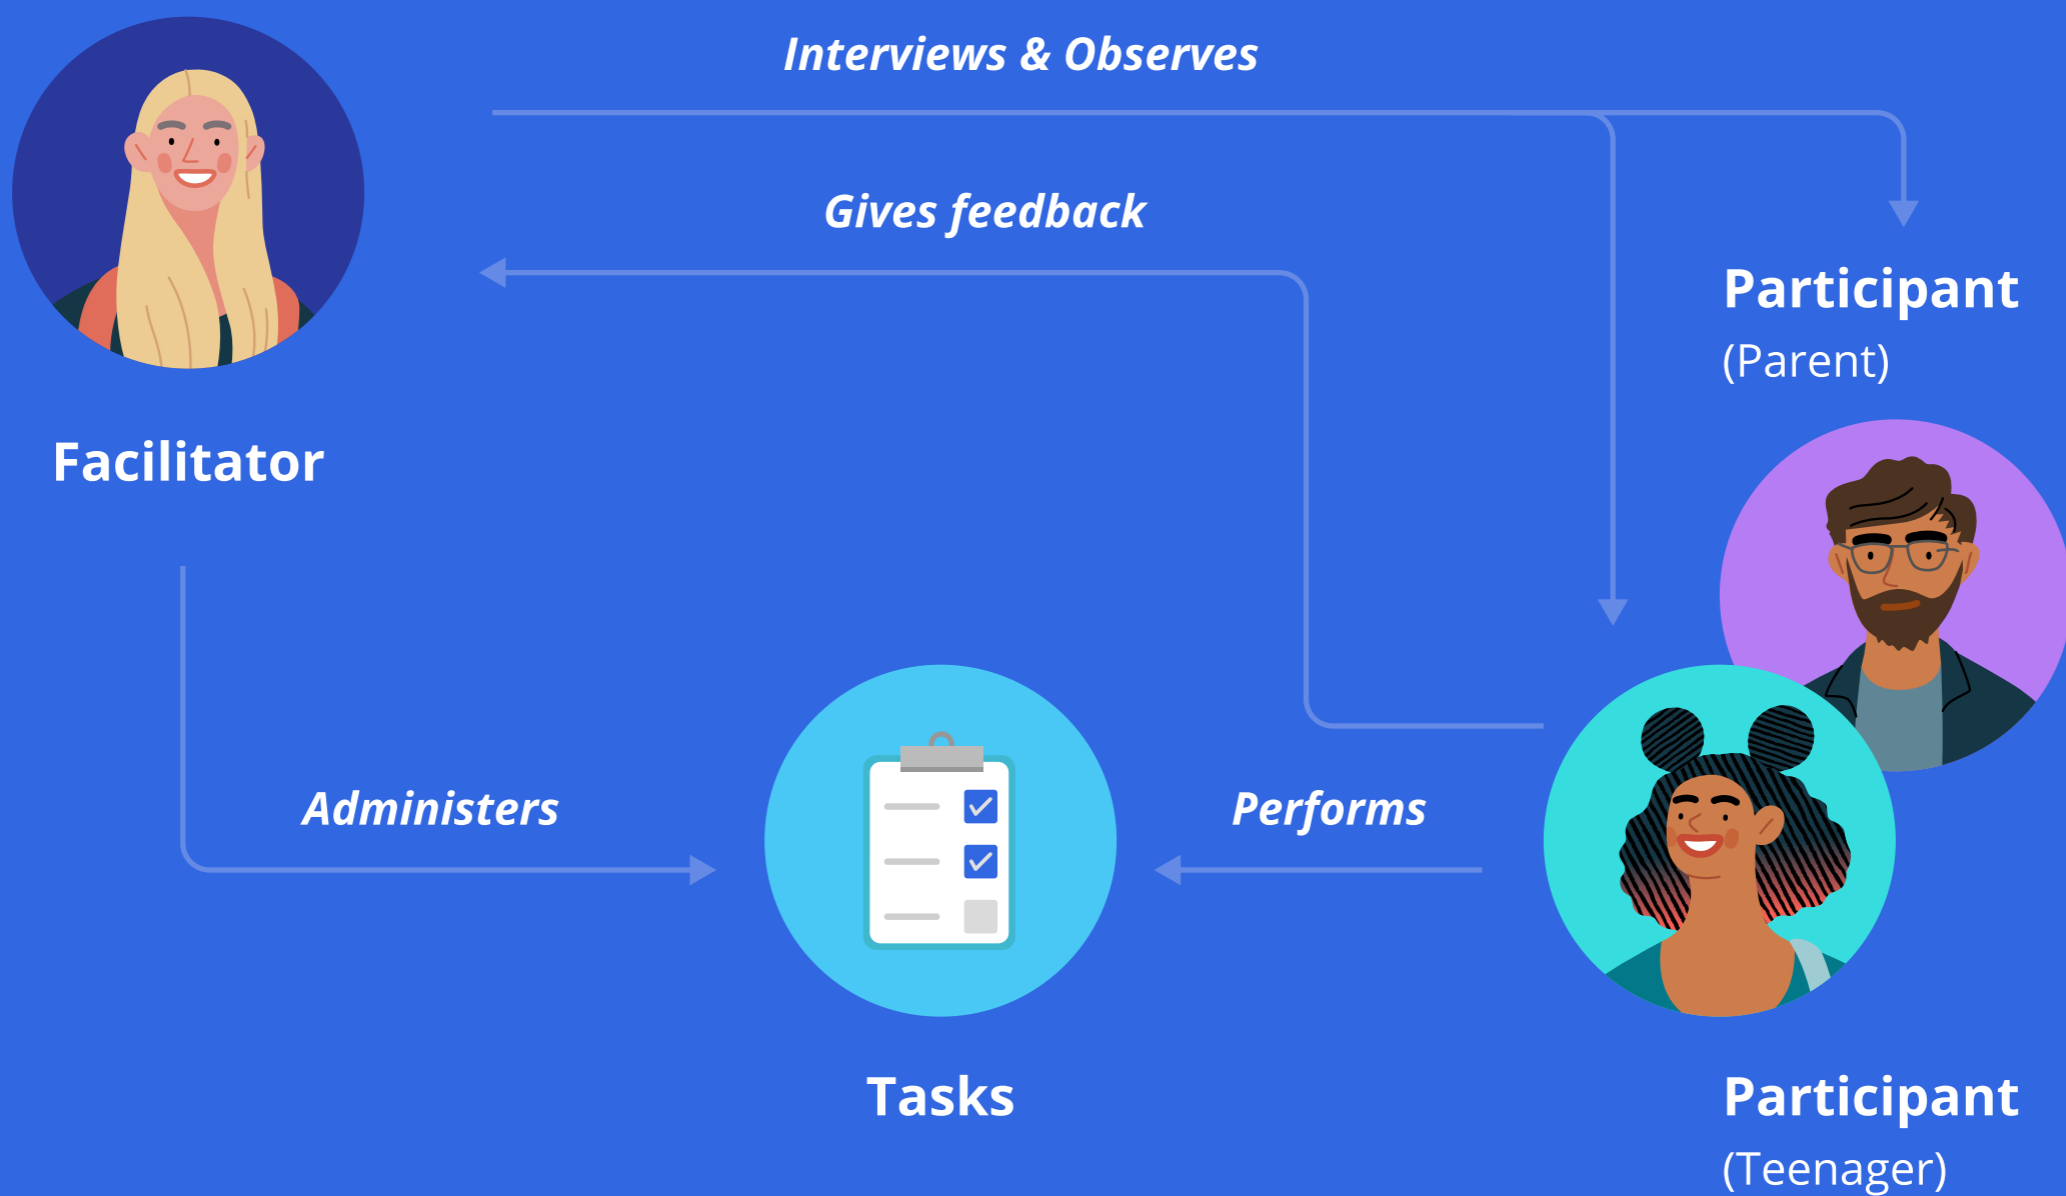 Interviews & Observes
Gives feedback
Participant
(Parent)
Facilitator
Administers
Performs
Tasks
Participant
(Teenager)